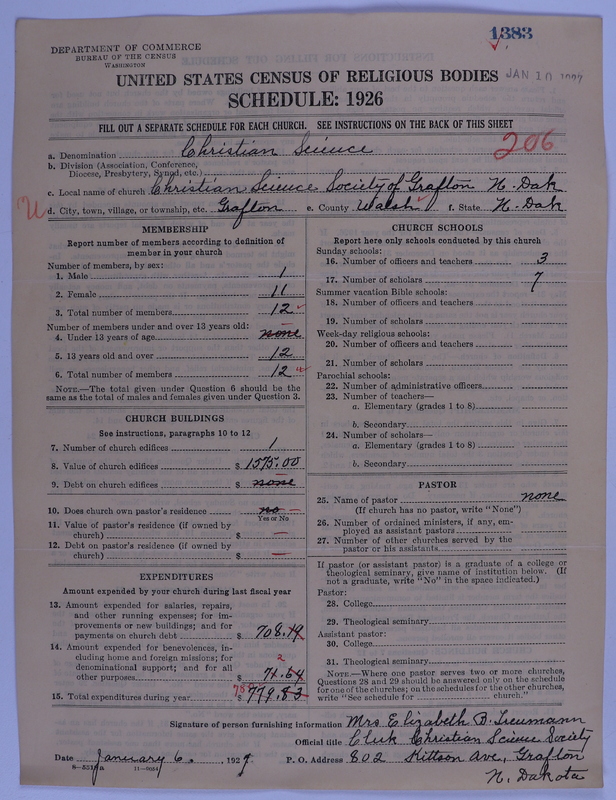 1383
DEPARTMENT OF COMMERCE
BUREAU OF THE CENSUS
WASHINGTON
JAN 10
UNITED STATES CENSUS OF RELIGIOUS BODIES
SCHEDULE: 1926
FILL OUT A SEPARATE SCHEDULE FOR EACH CHURCH. SEE INSTRUCTIONS ON THE BACK OF THIS SHEET
206
a. Denomination Christian Science
b. Division (Association, Conference,
Diocese, Presbytery, Synod, etc.)
c. Local name of church Christian Science Society of Grafton N. Dak
d. City, town, village, or township, etc. Grafton e. County Walsh f. State N. Dak
MEMBERSHIP
Report number of members according to definition of
member in your church
Number of members, by sex:
1. Male 1
2. Female 11
3. Total number of members 12
Number of members under and over 13 years old:
4. Under 13 years of age none
5. 13 years old and over 12
6. Total number of members 12
NOTE.—The total given under Question 6 should be the
same as the total of males and females given under Question 3.
CHURCH BUILDINGS
See instructions, paragraphs 10 to 12
7. Number of church edifices 1
8. Value of church edifices $ 1575.00
9. Debt on church edifices $ none
10. Does church own pastor's residence no
Yes or No
11. Value of pastor's residence (if owned by
church) $ —
12. Debt on pastor's residence (if owned by
church) $ —
EXPENDITURES
Amount expended by your church during last fiscal year
13. Amount expended for salaries, repairs,
and other running expenses; for im-
provements or new buildings; and for
payments on church debt $ 708.19
14. Amount expended for benevolences, in-
cluding home and foreign missions; for
denominational support; and for all
other purposes $ 71.64
15. Total expenditures during year $ 779.83
CHURCH SCHOOLS
Report here only schools conducted by this church
Sunday schools:
16. Number of officers and teachers 3
17. Number of scholars 7
Summer vacation Bible schools:
18. Number of officers and teachers
19. Number of scholars
Week-day religious schools:
20. Number of officers and teachers
21. Number of scholars
Parochial schools:
22. Number of administrative officers
23. Number of teachers—
a. Elementary (grades 1 to 8)
b. Secondary
24. Number of scholars—
a. Elementary (grades 1 to 8)
b. Secondary
PASTOR
25. Name of pastor none
(If church has no pastor, write "None")
26. Number of ordained ministers, if any, em-
ployed as assistant pastors
27. Number of other churches served by the
pastor or his assistants
If pastor (or assistant pastor) is a graduate of a college or
theological seminary, give name of institution below. (If
not a graduate, write "No" in the space indicated.)
Pastor:
28. College
29. Theological seminary
Assistant pastor:
30. College
31. Theological seminary
NOTE.—Where one pastor serves two or more churches,
Questions 28 and 29 should be answered only on the schedule
for one of the churches; on the schedules for the other churches,
write "See schedule for church."
Signature of person furnishing information Mrs Elizabeth B. Treumann
Official title Clerk Christian Science Society
Date January 6, 1927 P. O. Address 802 Kittson Ave, Grafton
N. Dakota